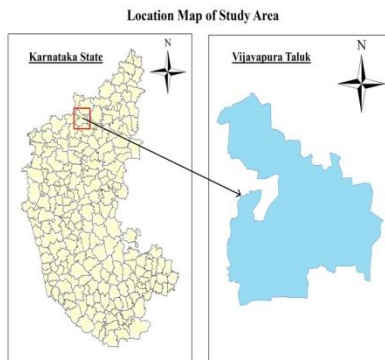 Location Map of Study Area
Karnataka State
N
Vijayapura Taluk
N